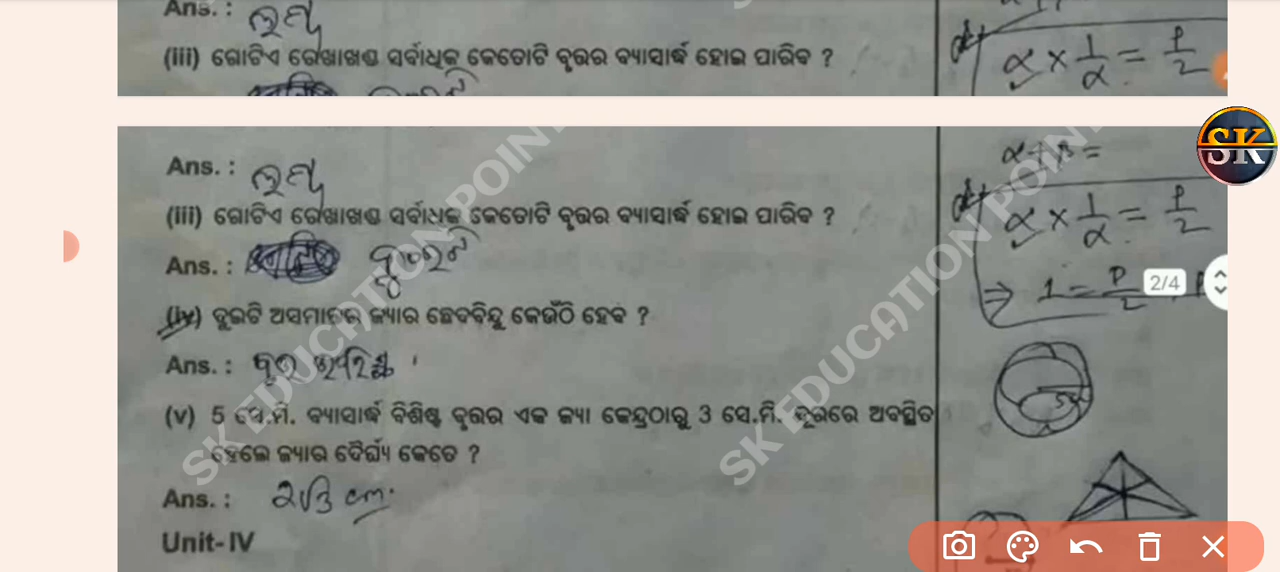 Ans. : ଲମ୍ବ
(iii) ଗୋଟିଏ ରେଖାଖଣ୍ଡ ସର୍ବାଧିକ କେତୋଟି ବୃତ୍ତର ବ୍ୟାସାର୍ଦ୍ଧ ହୋଇ ପାରିବ ?
α × 1/α = P/2
SK
Ans. : ଲମ୍ବ
(iii) ଗୋଟିଏ ରେଖାଖଣ୍ଡ ସର୍ବାଧିକ କେତୋଟି ବୃତ୍ତର ବ୍ୟାସାର୍ଦ୍ଧ ହୋଇ ପାରିବ ?
α × 1/α = P/2
Ans. :
⇒ 1 = P/2
2/4
(iv) ଦୁଇଟି ଅସମାନ୍ତର ଜ୍ୟାର ଛେଦବିନ୍ଦୁ କେଉଁଠି ହେବ ?
Ans. : ବୃତ୍ତ
(v) 5 ସେ.ମି. ବ୍ୟାସାର୍ଦ୍ଧ ବିଶିଷ୍ଟ ବୃତ୍ତର ଏକ ଜ୍ୟା କେନ୍ଦ୍ରଠାରୁ 3 ସେ.ମି. ଦୂରରେ ଅବସ୍ଥିତ
ହେଲେ ଜ୍ୟାର ଦୈର୍ଘ୍ୟ କେତେ ?
Ans. :
Unit-IV
SK EDUCATION POINT
SK EDUCATION POINT